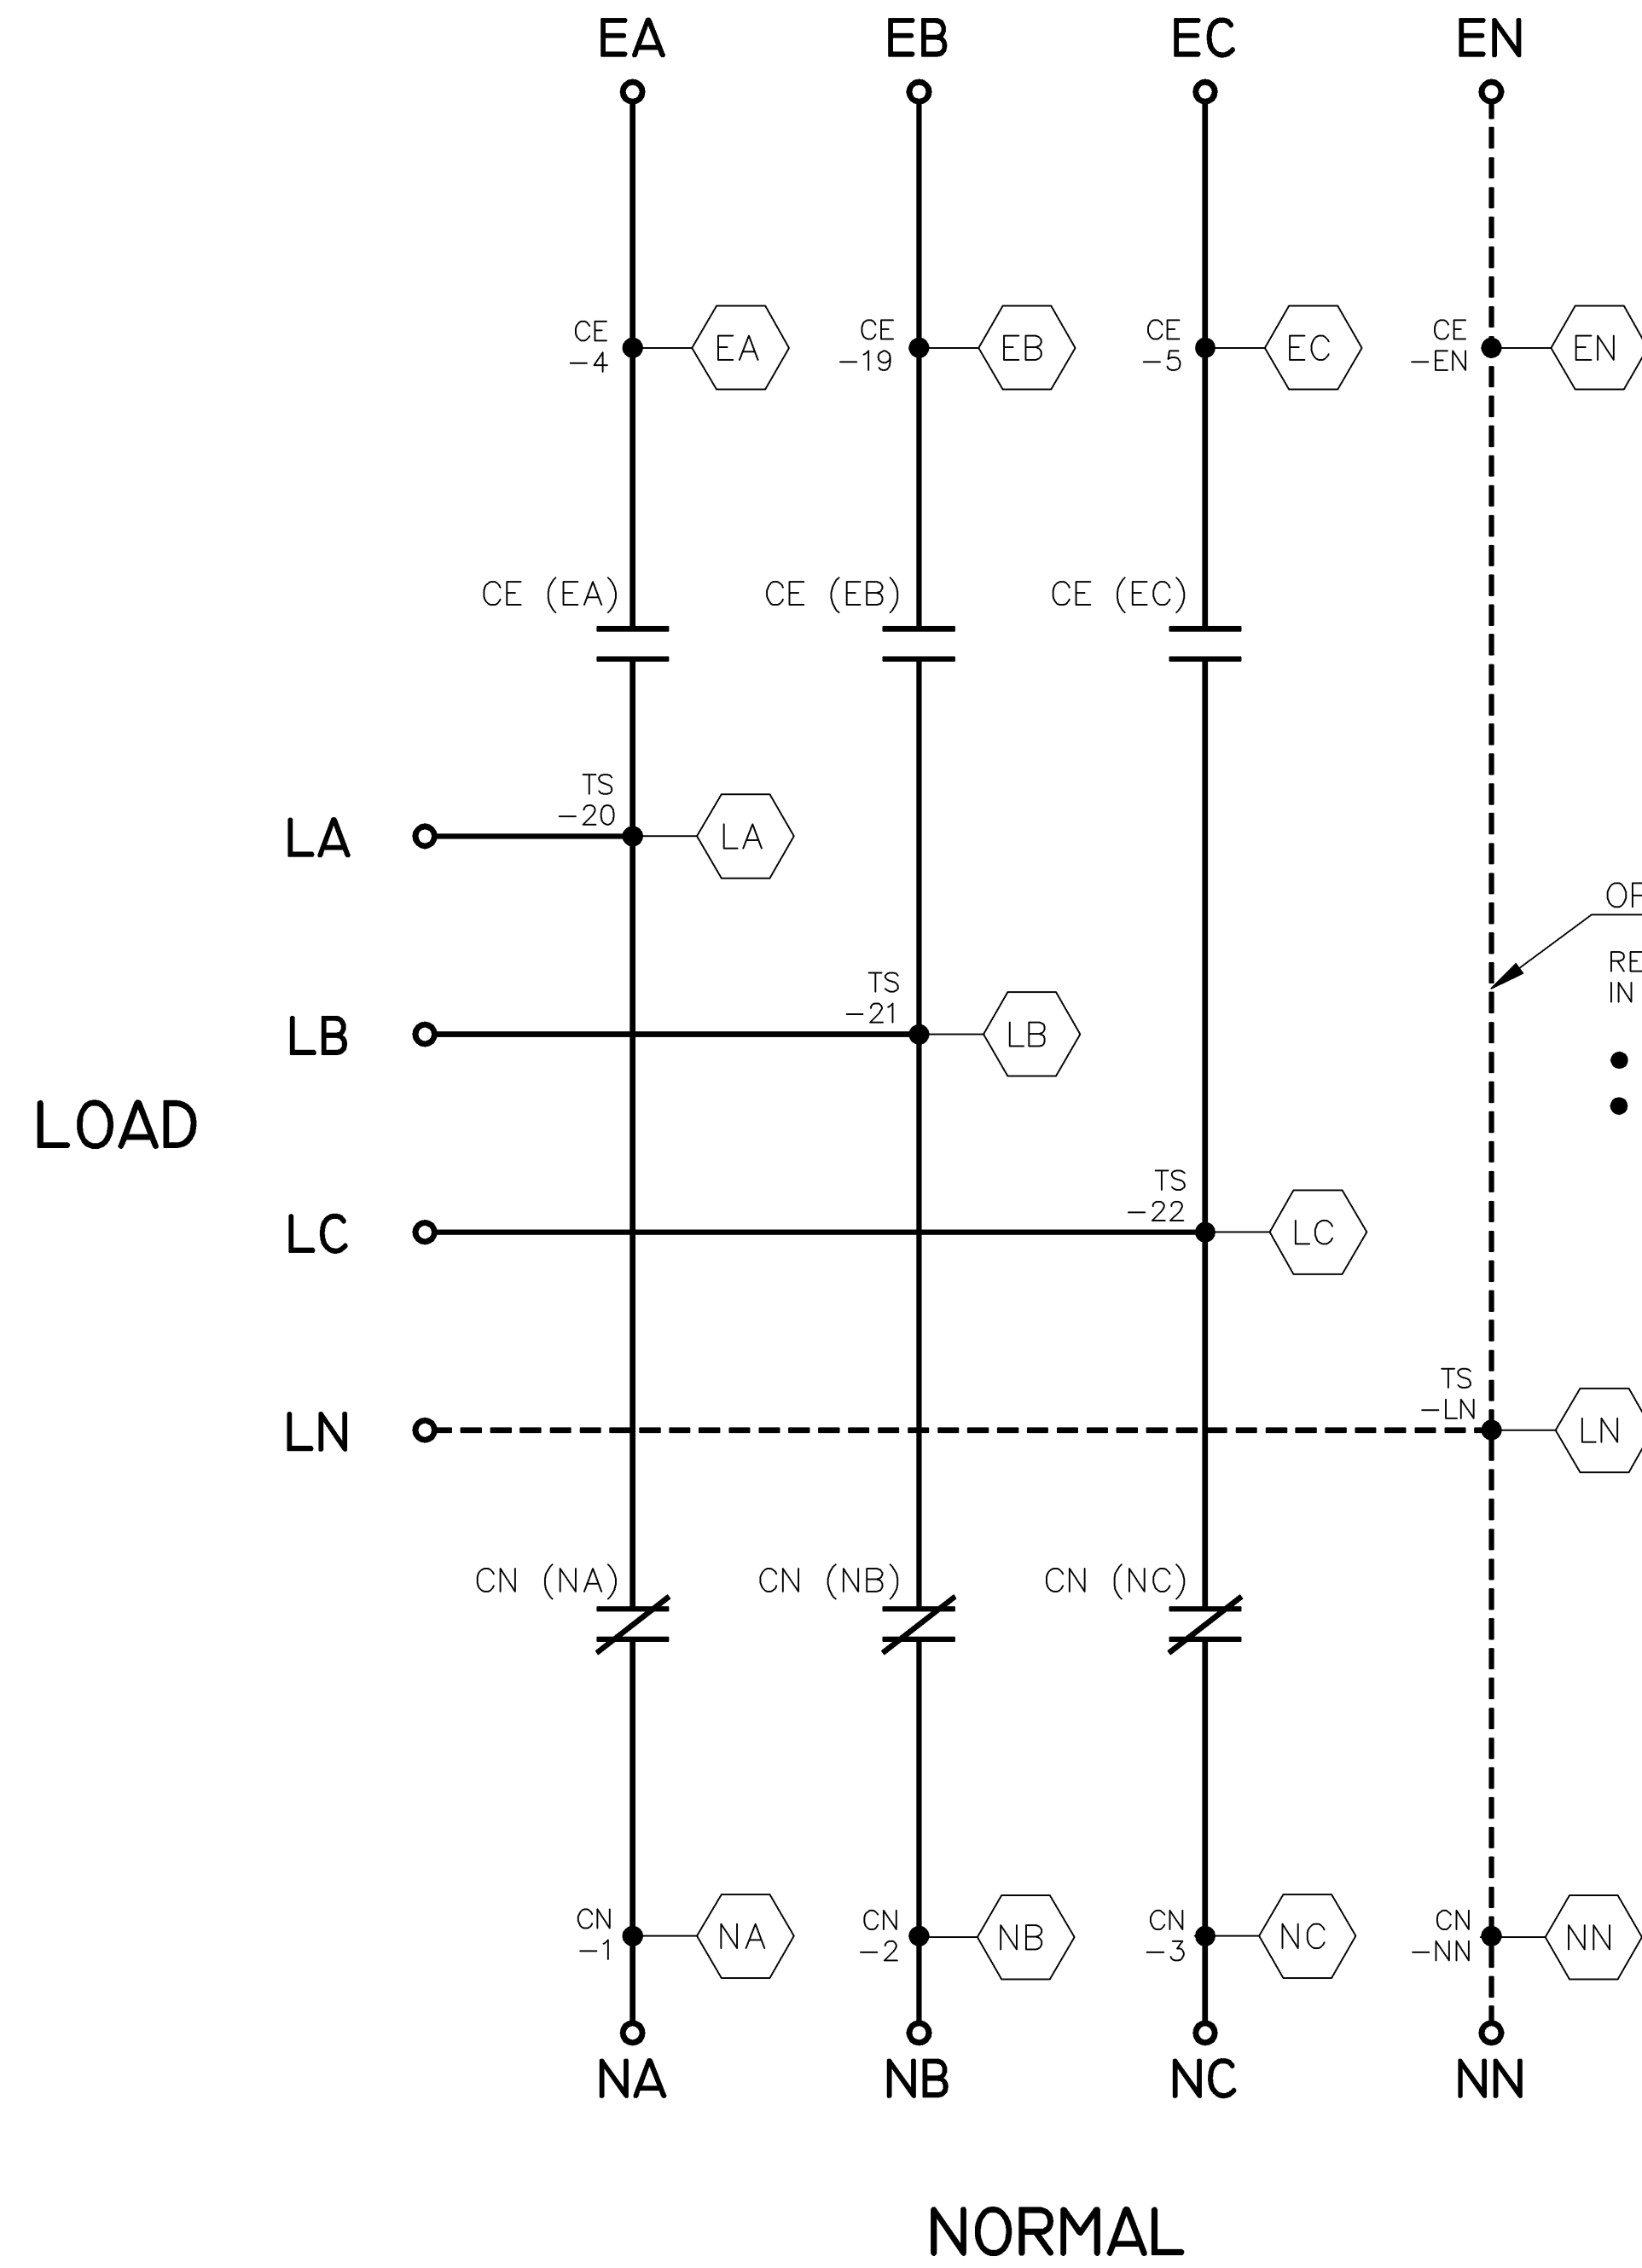 EA EB EC EN
CE CE CE CE
-4 EA -19 EB -5 EC -EN EN
CE (EA) CE (EB) CE (EC)
TS
-20
LA LA
OP
RE
IN
TS
-21
LB LB
LOAD
TS
-22
LC LC
TS
-LN
LN LN
CN (NA) CN (NB) CN (NC)
CN CN CN CN
-1 NA -2 NB -3 NC -NN NN
NA NB NC NN
NORMAL